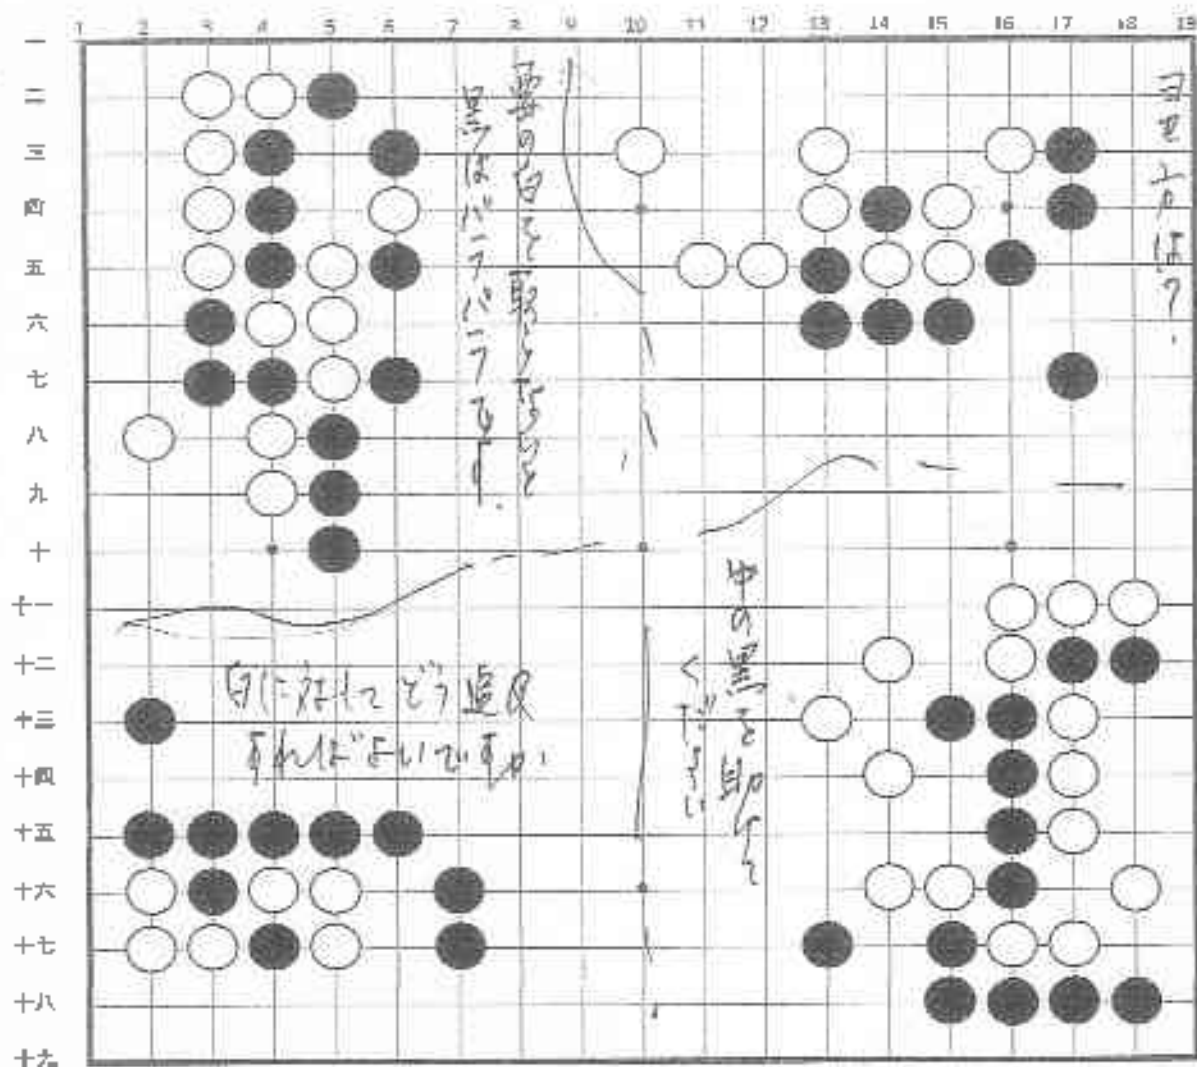 1 2 3 4 5 6 7 8 9 10 11 12 13 14 15 16 17 18 19
一
二
三
四
五
六
七
八
九
十
十一
十二
十三
十四
十五
十六
十七
十八
十九
要の白を取らないと
黒はバラバラです.
中の黒を助けて
ください
白に対してどう追及
すればよいですか.